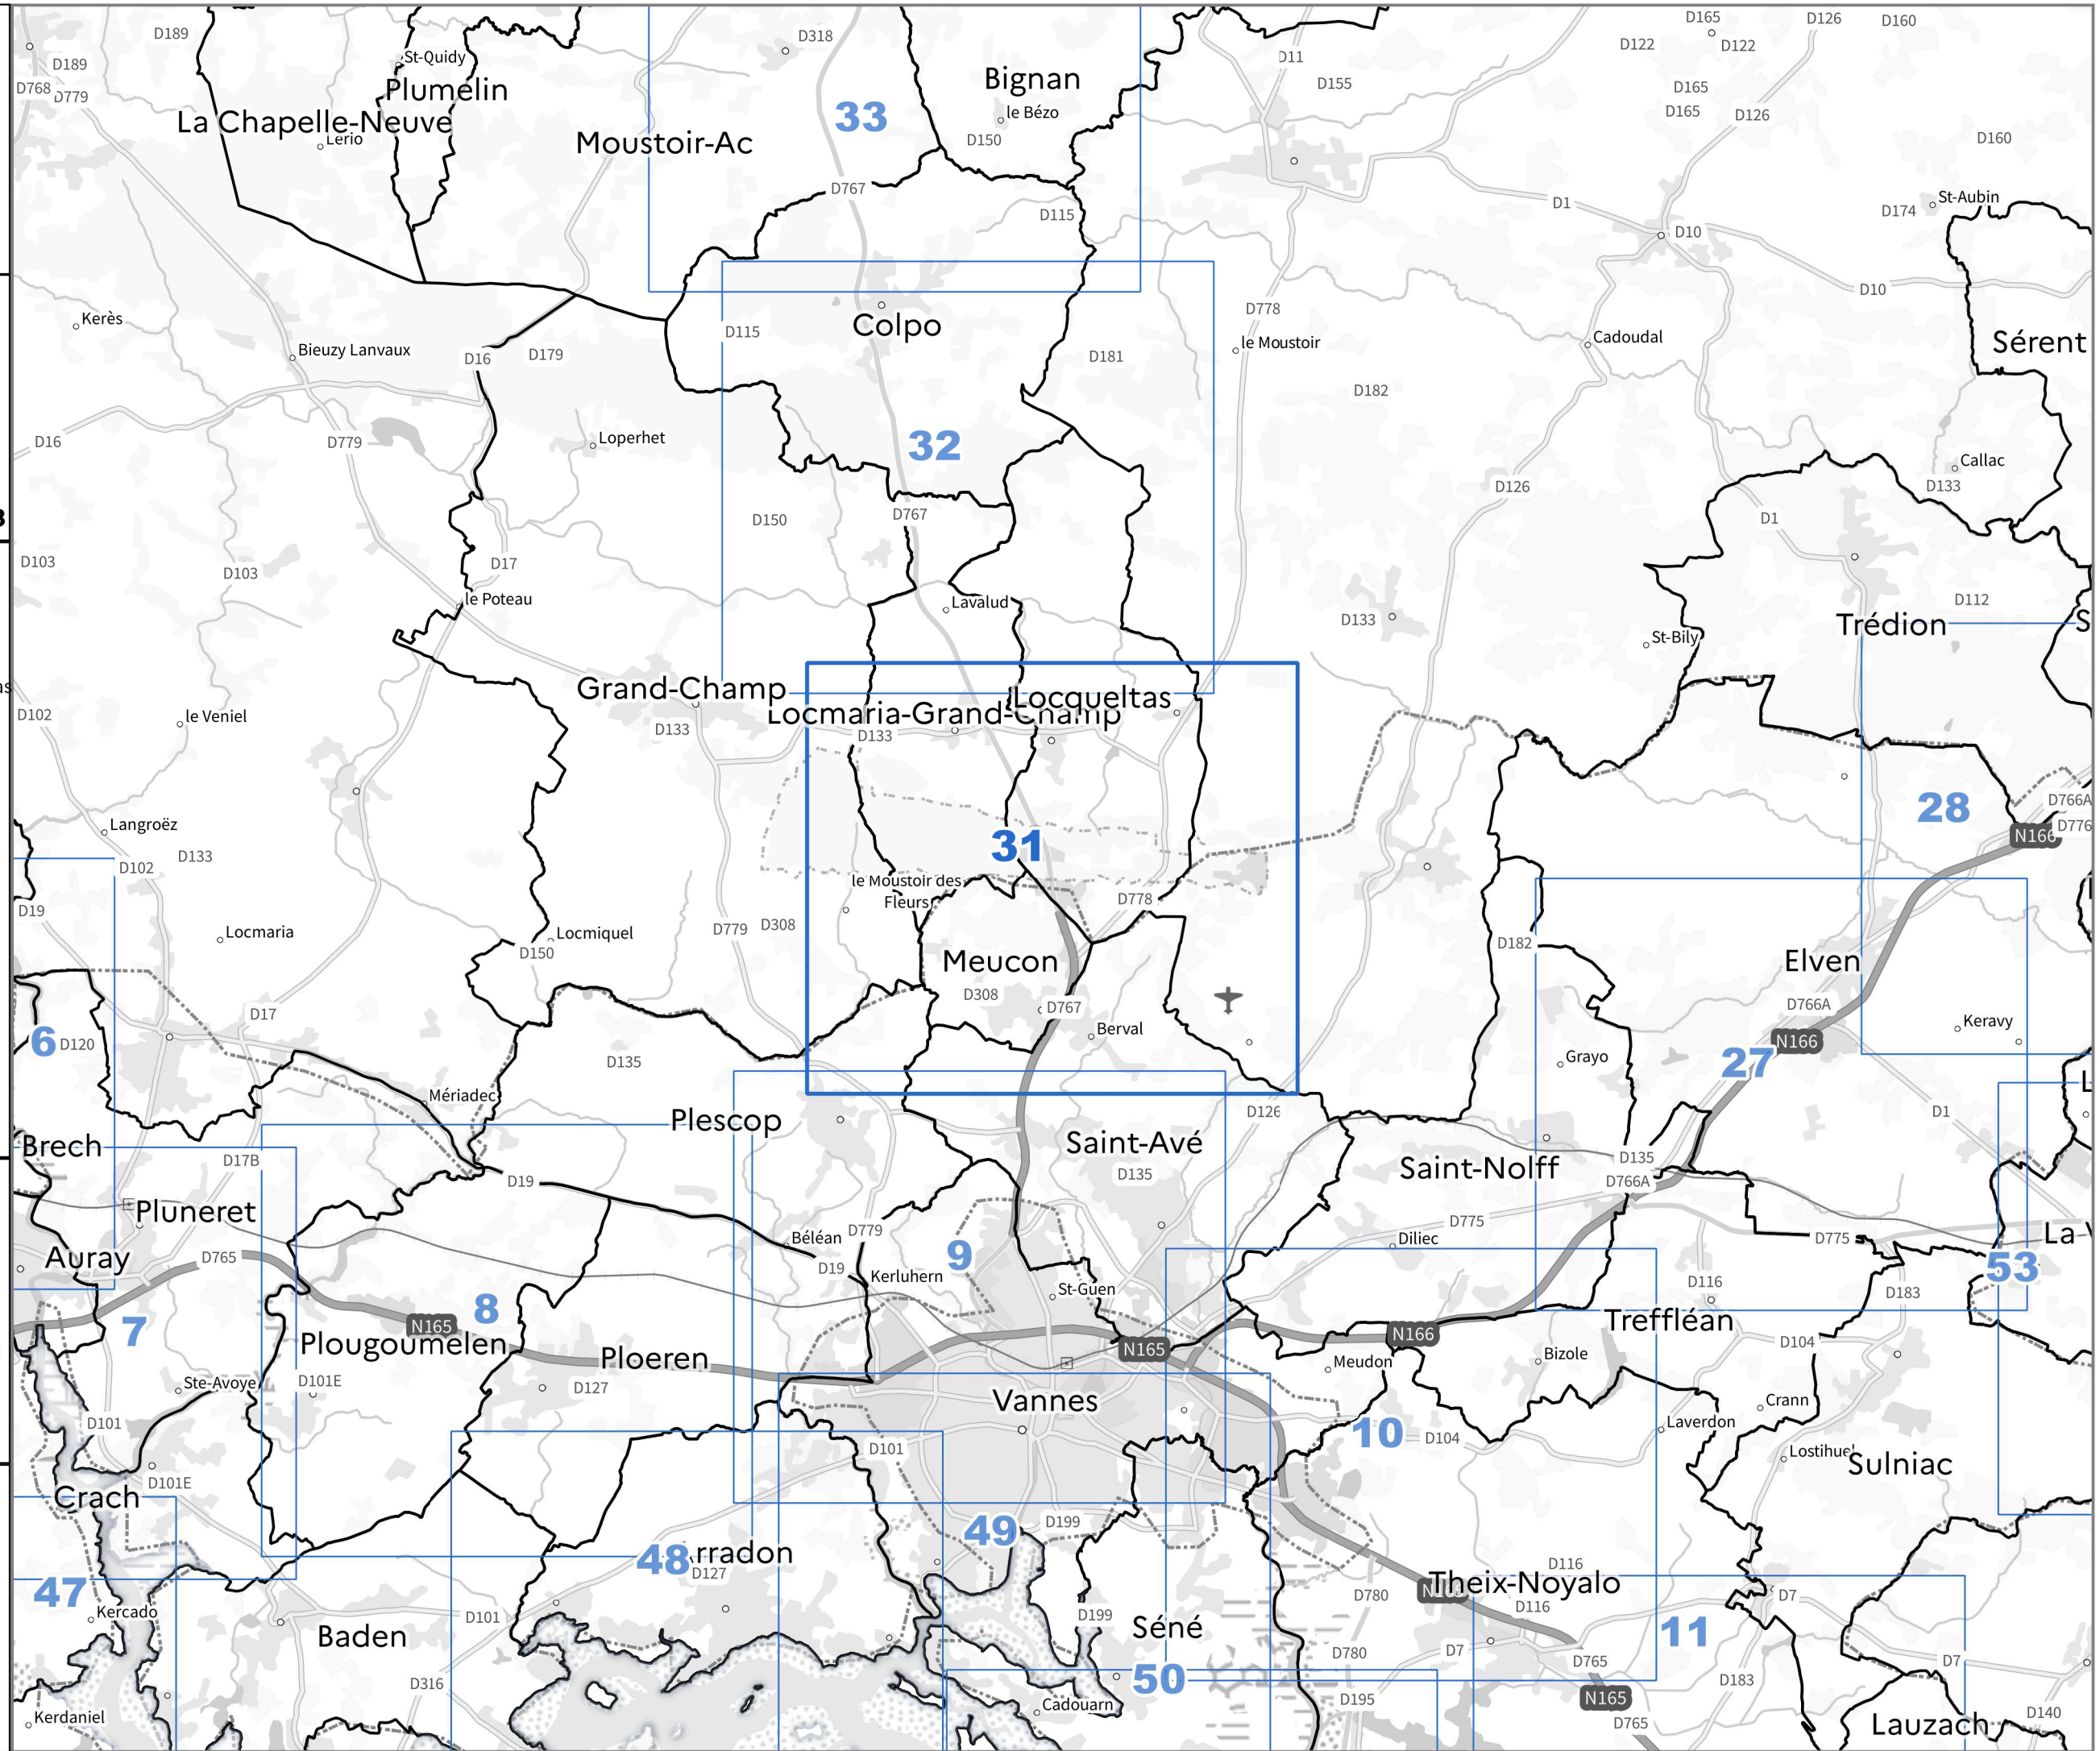 D189
D318
D165
D126
D160
D122
D122
St-Quidy
D189
D11
Bignan
D155
D768
D779
Plumelin
D165
le Bézo
33
D165
D126
La Chapelle-Neuve
Lerio
Moustoir-Ac
D150
D160
D767
St-Aubin
D1
D174
D115
D10
D10
D778
Kerès
Colpo
D115
Cadoudal
le Moustoir
Sérent
Bieuzy Lanvaux
D16
D179
D181
D182
D16
D779
Loperhet
32
Callac
D133
D126
D150
D767
D1
D103
D103
D17
le Poteau
Lavalud
D112
D133
Trédion
S
St-Bily
Grand-Champ
Locqueltas
as
D102
le Veniel
Locmaria-Grand-Champ
D133
D133
D766A
28
Langroëz
D776
N166
D133
31
D102
le Moustoir des
Fleurs
D778
D19
D779
D308
Locmaria
Locmiquel
D182
D150
Meucon
Elven
D308
D766A
D767
D17
Keravy
6
D120
Berval
N166
D135
Grayo
27
Mériadec
L
D126
D1
Plescop
Brech
Saint-Avé
D17B
D135
D135
Saint-Nolff
D19
D766A
Pluneret
D775
Béléan
D779
Diliec
D775
La V
Auray
D765
9
D19
53
Kerluhern
St-Guen
D116
D183
8
7
N165
N166
Treffléan
Plougoumelen
N165
D104
Ploeren
Meudon
Bizole
Ste-Avoye
D101E
D127
Vannes
Crann
D101
Laverdon
10
D104
D101
Lostihuel
Sulniac
D101E
Crach
D199
49
48
Arradon
D127
D116
47
Theix-Noyalo
D780
D7
Kercado
D116
D101
D199
Séné
11
Baden
D7
D780
D765
D7
50
D183
D316
D195
N165
Cadouarn
Kerdaniel
D140
D765
Lauzach